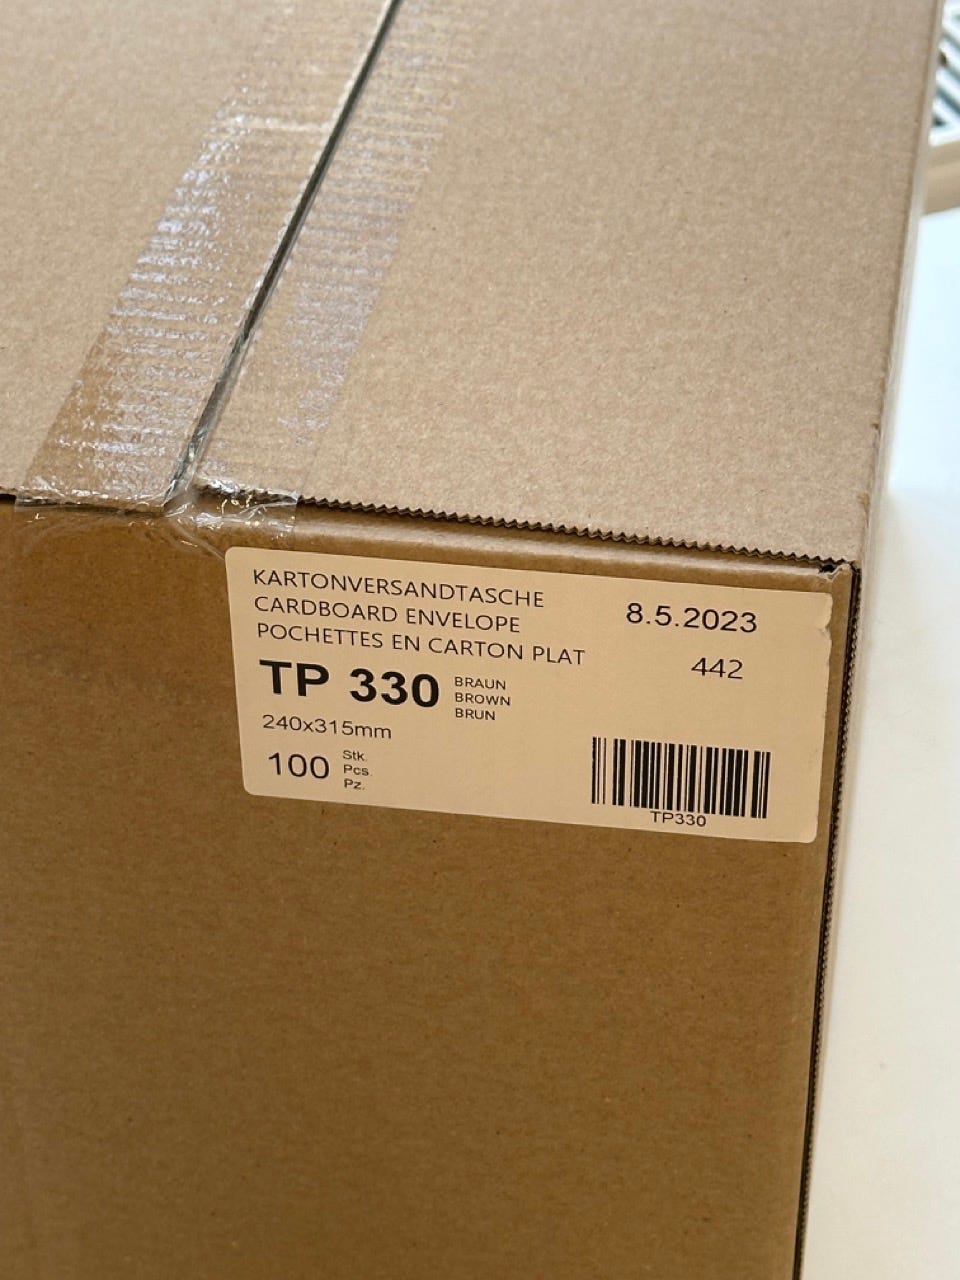 KARTONVERSANDTASCHE
CARDBOARD ENVELOPE
POCHETTES EN CARTON PLAT
TP 330
BRAUN
BROWN
BRUN
240x315mm
100
Stk.
Pcs.
Pz.
8.5.2023
442
TP330